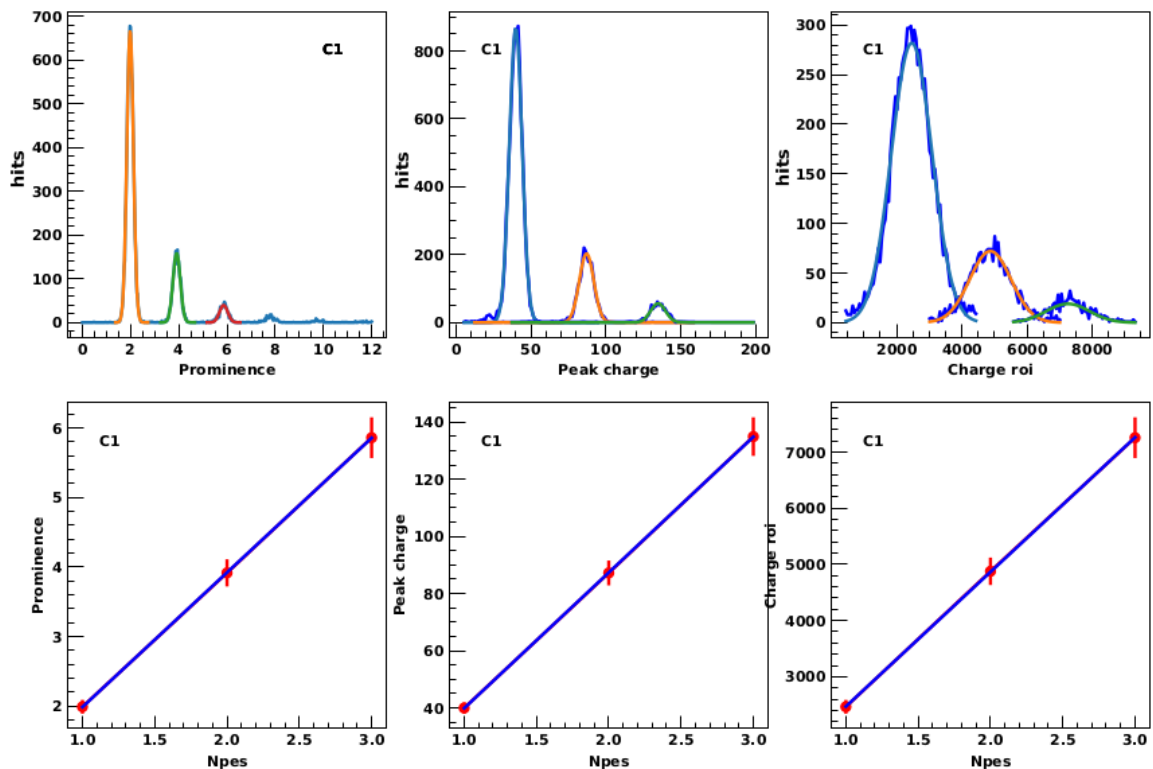 700
600
500
400
300
200
100
0
hits
C1
0 2 4 6 8 10 12
Prominence
800
600
400
200
0
hits
C1
0 50 100 150 200
Peak charge
300
250
200
150
100
50
0
hits
C1
2000 4000 6000 8000
Charge roi
6
5
4
3
2
Prominence
C1
1.0 1.5 2.0 2.5 3.0
Npes
140
120
100
80
60
40
Peak charge
C1
1.0 1.5 2.0 2.5 3.0
Npes
7000
6000
5000
4000
3000
Charge roi
C1
1.0 1.5 2.0 2.5 3.0
Npes